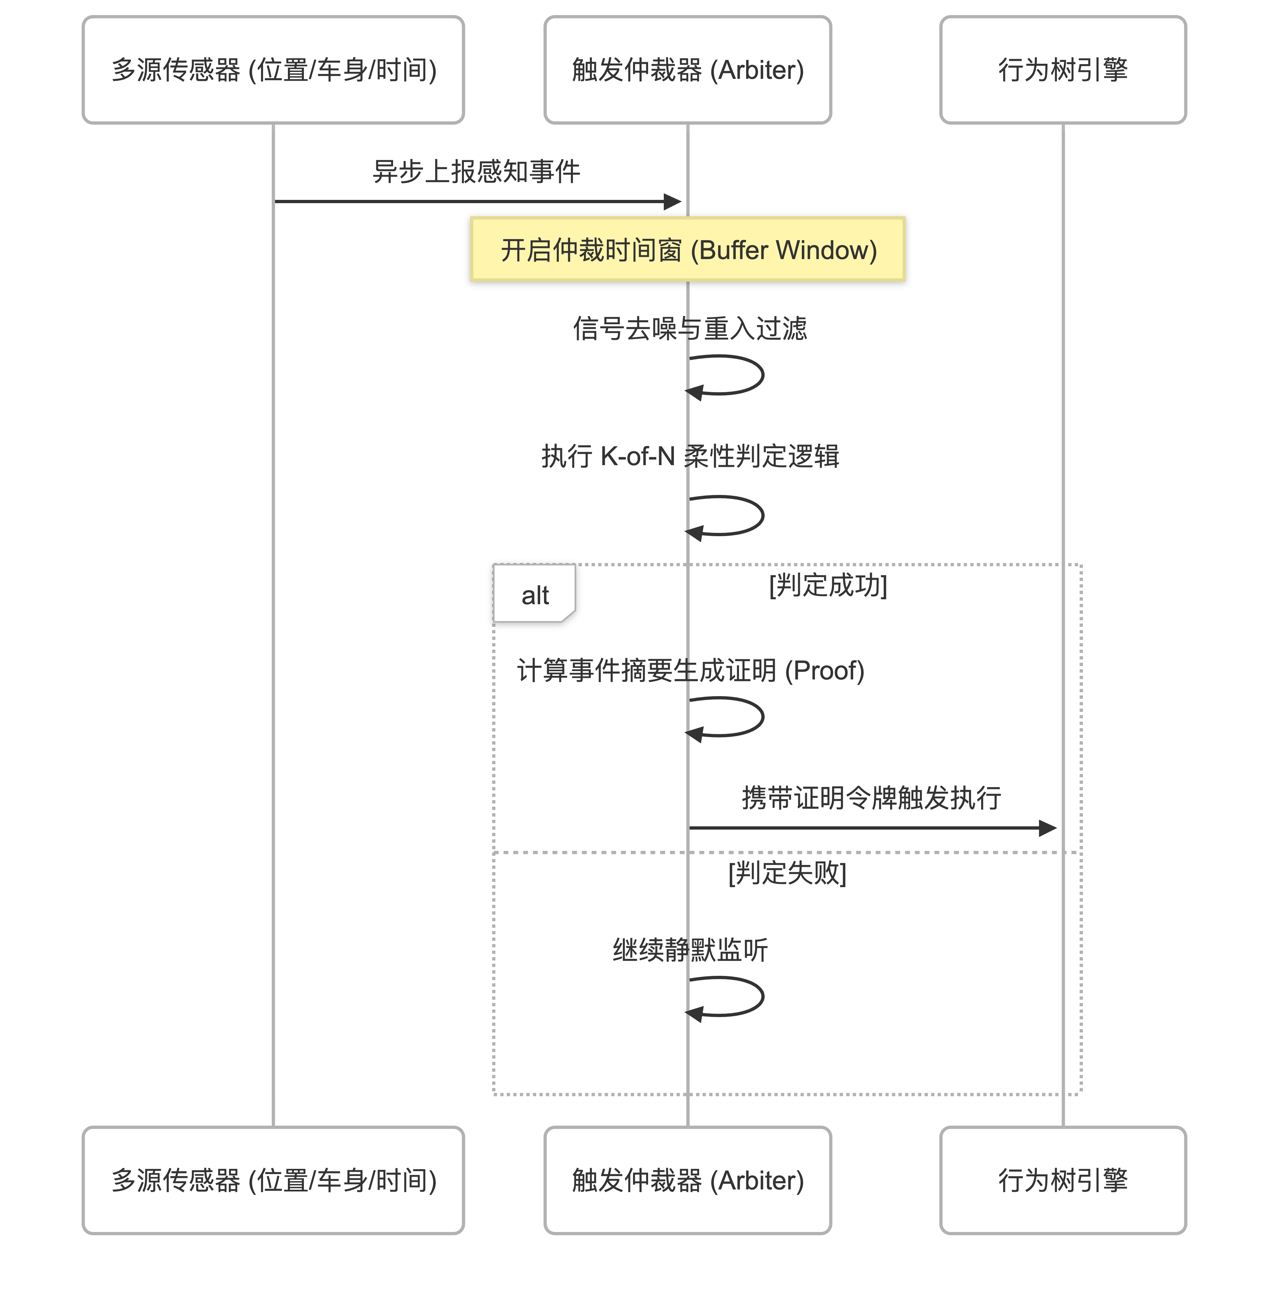 多源传感器 (位置/车身/时间)
触发仲裁器 (Arbiter)
行为树引擎
异步上报感知事件
开启仲裁时间窗 (Buffer Window)
信号去噪与重入过滤
执行 K-of-N 柔性判定逻辑
alt
[判定成功]
计算事件摘要生成证明 (Proof)
携带证明令牌触发执行
[判定失败]
继续静默监听
多源传感器 (位置/车身/时间)
触发仲裁器 (Arbiter)
行为树引擎